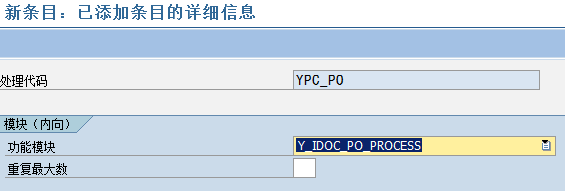 新条目: 已添加条目的详细信息
处理代码 YPC_PO
模块（内向）
功能模块 Y_IDOC_PO_PROCESS
重复最大数